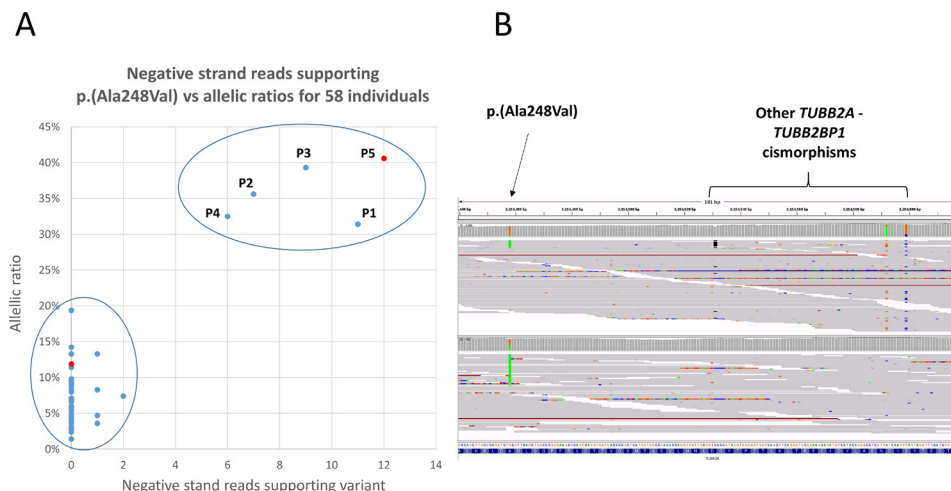 A
B
Negative strand reads supporting
p.(Ala248Val) vs allelic ratios for 58 individuals
p.(Ala248Val)
Other TUBB2A -
TUBB2BP1
cismorphisms
45%
40%
35%
30%
25%
20%
15%
10%
5%
0%
Allellic ratio
P3
P5
P2
P4
P1
0
2
4
6
8
10
12
14
Negative stand reads supporting variant
101 bp
TUBB2A